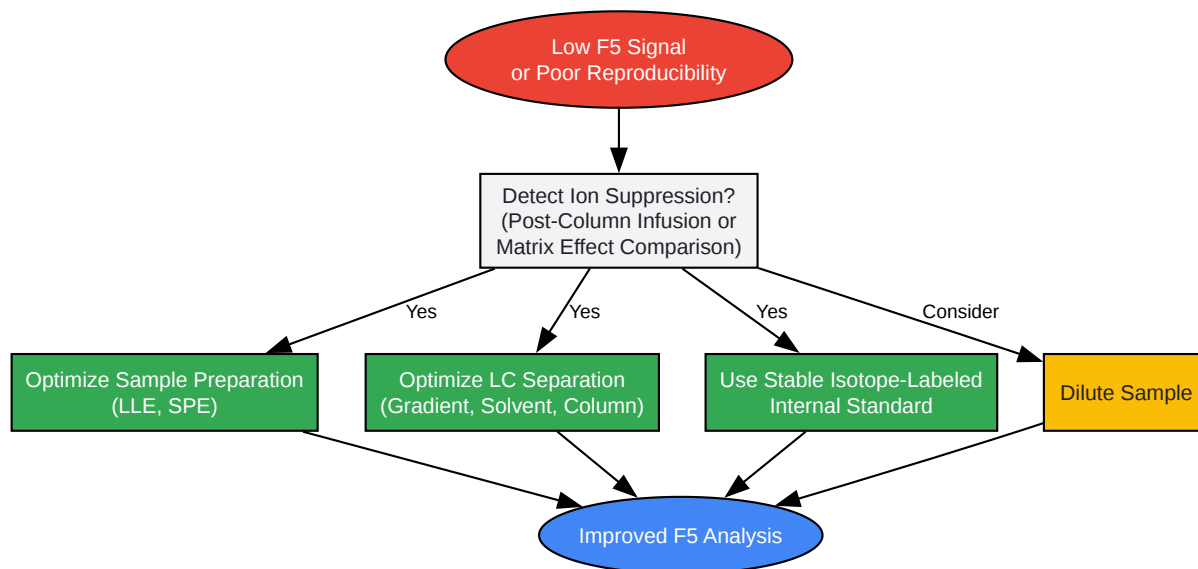 Low F5 Signal
or Poor Reproducibility
Detect Ion Suppression?
(Post-Column Infusion or
Matrix Effect Comparison)
Yes
Yes
Yes
Consider
Optimize Sample Preparation
(LLE, SPE)
Optimize LC Separation
(Gradient, Solvent, Column)
Use Stable Isotope-Labeled
Internal Standard
Dilute Sample
Improved F5 Analysis